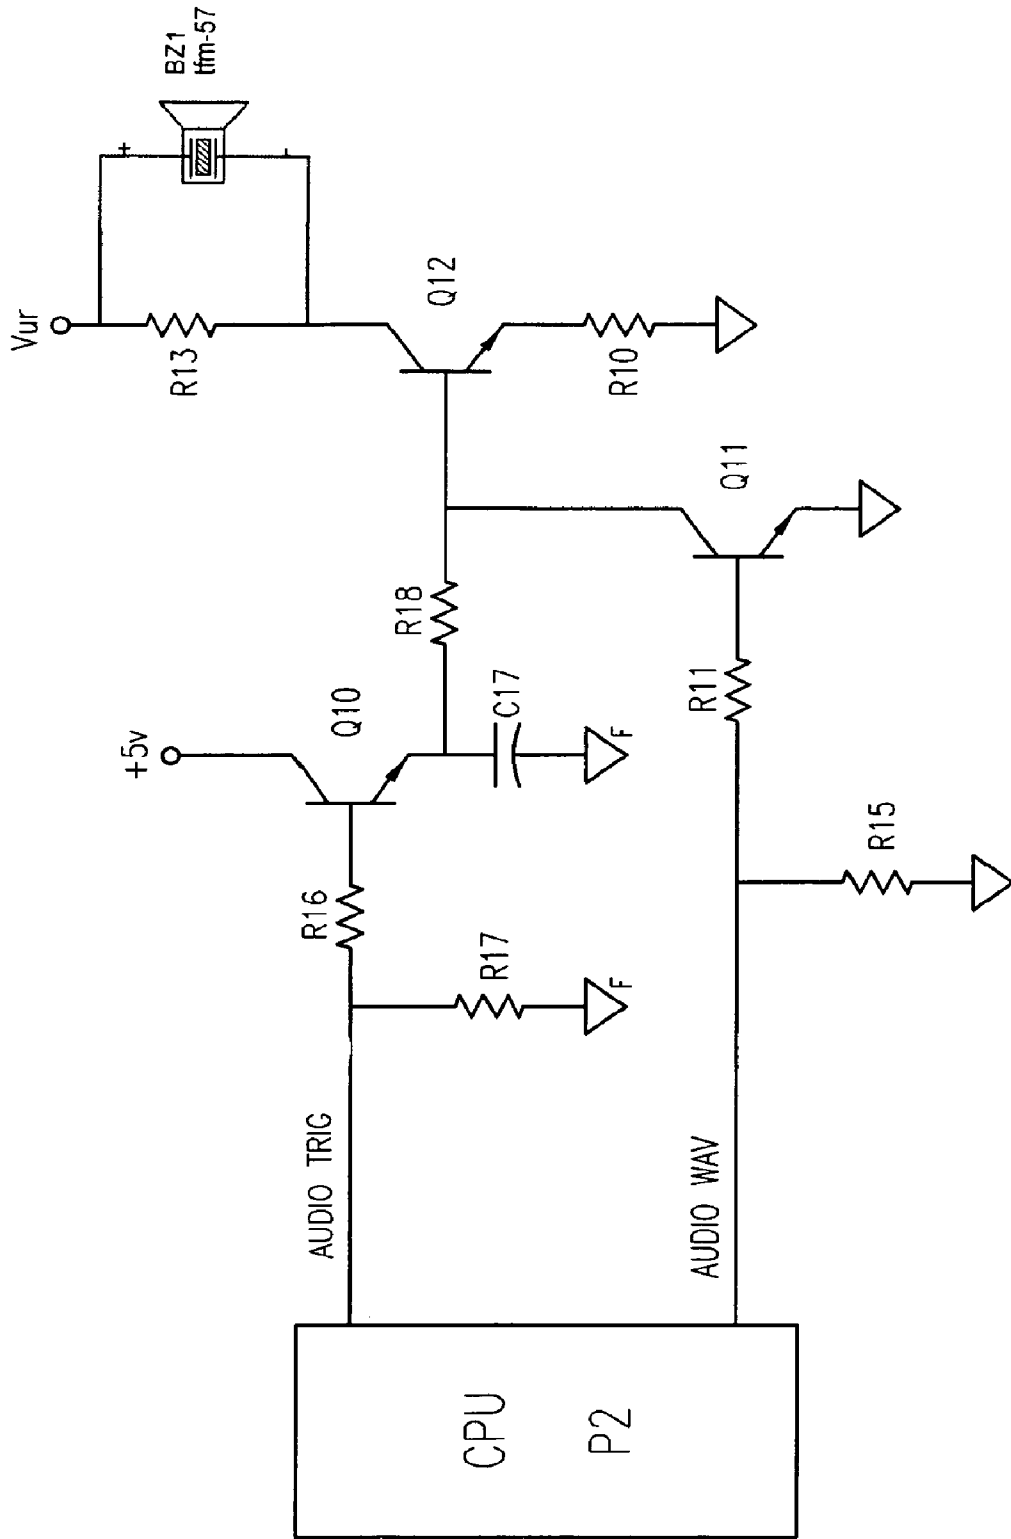 Vur
BZ1
tfm-57
+
-
R13
Q12
R10
+5v
Q10
R18
C17
F
Q11
R11
R16
R17
F
R15
AUDIO TRIG
AUDIO WAV
CPU
P2